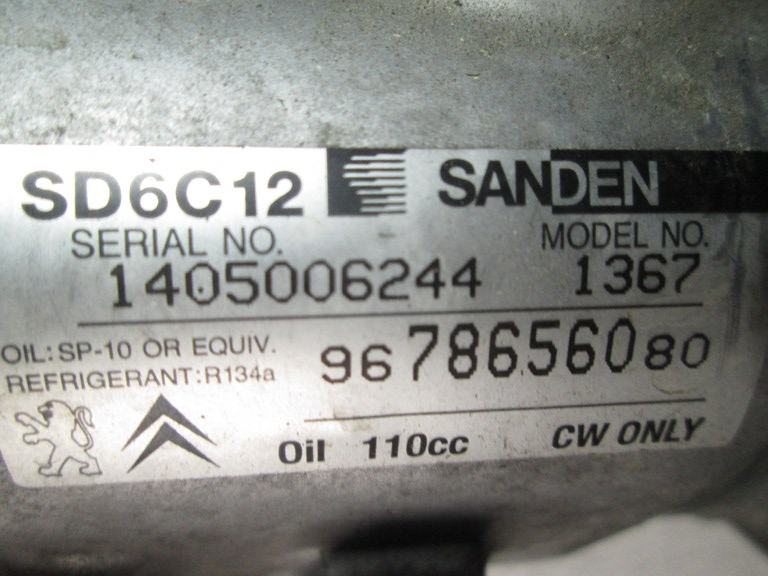 SD6C12 SANDEN
SERIAL NO. MODEL NO.
1405006244 1367
OIL:SP-10 OR EQUIV.
REFRIGERANT:R134a
9678656080
Oil 110cc CW ONLY